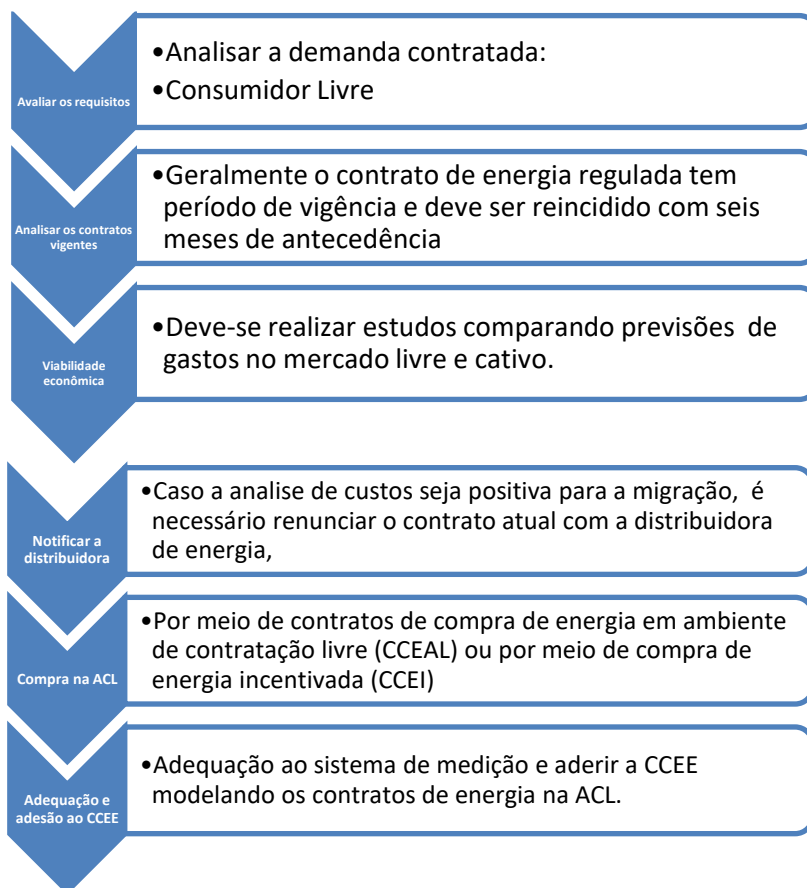 Avaliar os requisitos
•Analisar a demanda contratada:
•Consumidor Livre
Analisar os contratos
vigentes
•Geralmente o contrato de energia regulada tem
período de vigência e deve ser reincidido com seis
meses de antecedência
Viabilidade
econômica
•Deve-se realizar estudos comparando previsões de
gastos no mercado livre e cativo.
Notificar a
distribuidora
•Caso a analise de custos seja positiva para a migração, é
necessário renunciar o contrato atual com a distribuidora
de energia,
Compra na ACL
•Por meio de contratos de compra de energia em ambiente
de contratação livre (CCEAL) ou por meio de compra de
energia incentivada (CCEI)
Adequação e
adesão ao CCEE
•Adequação ao sistema de medição e aderir a CCEE
modelando os contratos de energia na ACL.